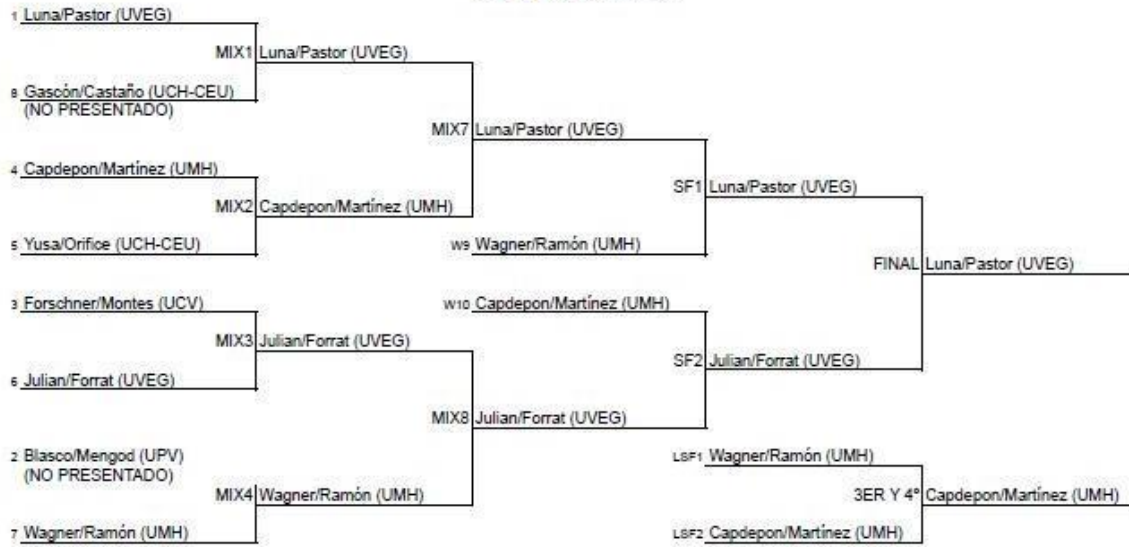 1 Luna/Pastor (UVEG)
MIX1 Luna/Pastor (UVEG)
8 Gascón/Castaño (UCH-CEU)
(NO PRESENTADO)
MIX7 Luna/Pastor (UVEG)
4 Capdepon/Martínez (UMH)
SF1 Luna/Pastor (UVEG)
MIX2 Capdepon/Martínez (UMH)
5 Yusa/Orifice (UCH-CEU)
W9 Wagner/Ramón (UMH)
FINAL Luna/Pastor (UVEG)
3 Forschner/Montes (UCV)
W10 Capdepon/Martínez (UMH)
MIX3 Julian/Forrat (UVEG)
SF2 Julian/Forrat (UVEG)
6 Julian/Forrat (UVEG)
MIX8 Julian/Forrat (UVEG)
2 Blasco/Mengod (UPV)
(NO PRESENTADO)
LSF1 Wagner/Ramón (UMH)
MIX4 Wagner/Ramón (UMH)
3ER Y 4º Capdepon/Martínez (UMH)
7 Wagner/Ramón (UMH)
LSF2 Capdepon/Martínez (UMH)